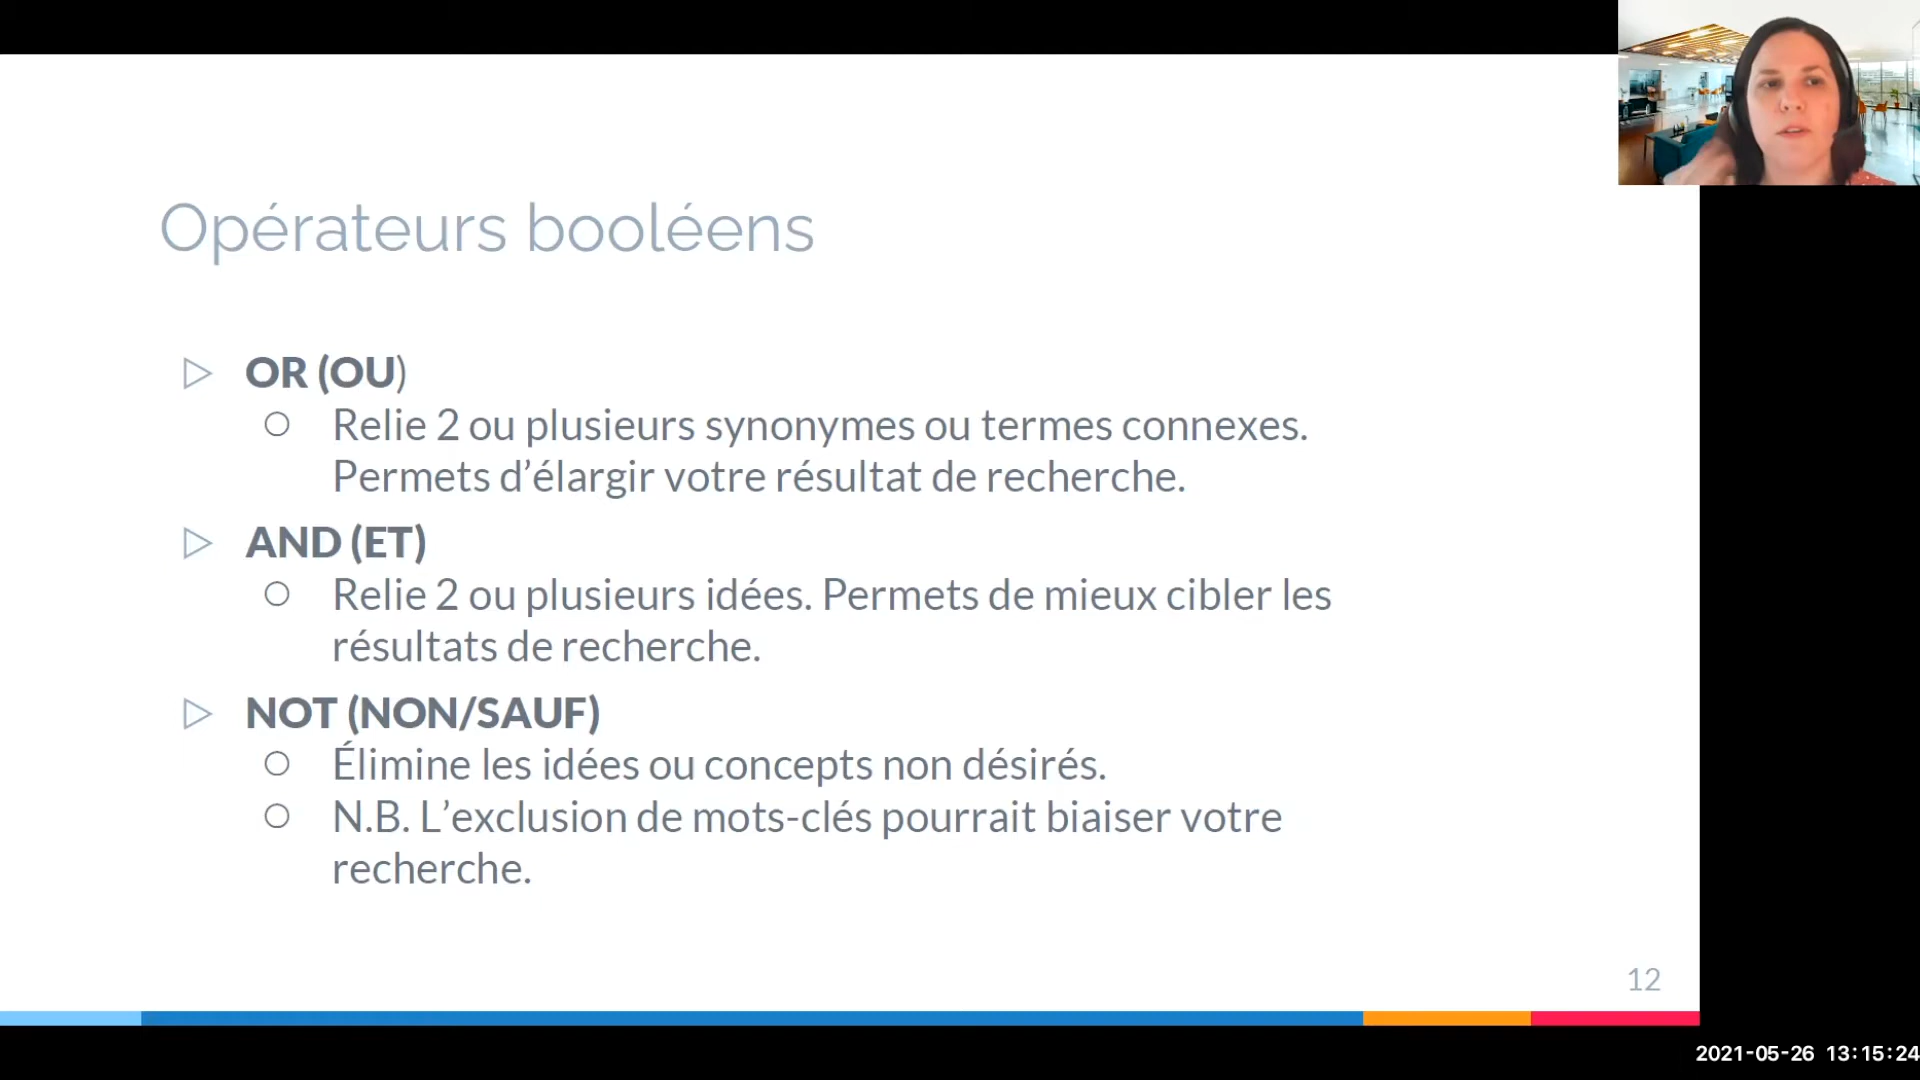 Opérateurs booléens
▷ OR (OU)
○ Relie 2 ou plusieurs synonymes ou termes connexes.
Permets d’élargir votre résultat de recherche.
▷ AND (ET)
○ Relie 2 ou plusieurs idées. Permets de mieux cibler les
résultats de recherche.
▷ NOT (NON/SAUF)
○ Élimine les idées ou concepts non désirés.
○ N.B. L’exclusion de mots-clés pourrait biaiser votre
recherche.
12
2021-05-26 13:15:24